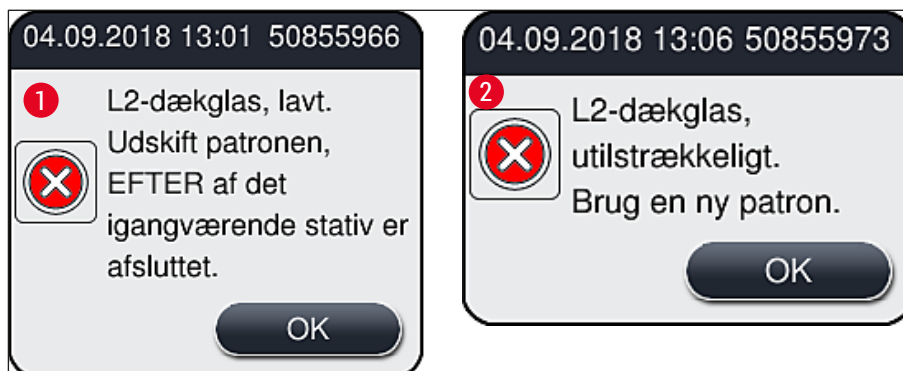 04.09.2018 13:01 50855966
1
L2-dækglas, lavt.
Udskift patronen,
EFTER af det
igangværende stativ er
afsluttet.
OK
04.09.2018 13:06 50855973
2
L2-dækglas,
utilstrækkeligt.
Brug en ny patron.
OK